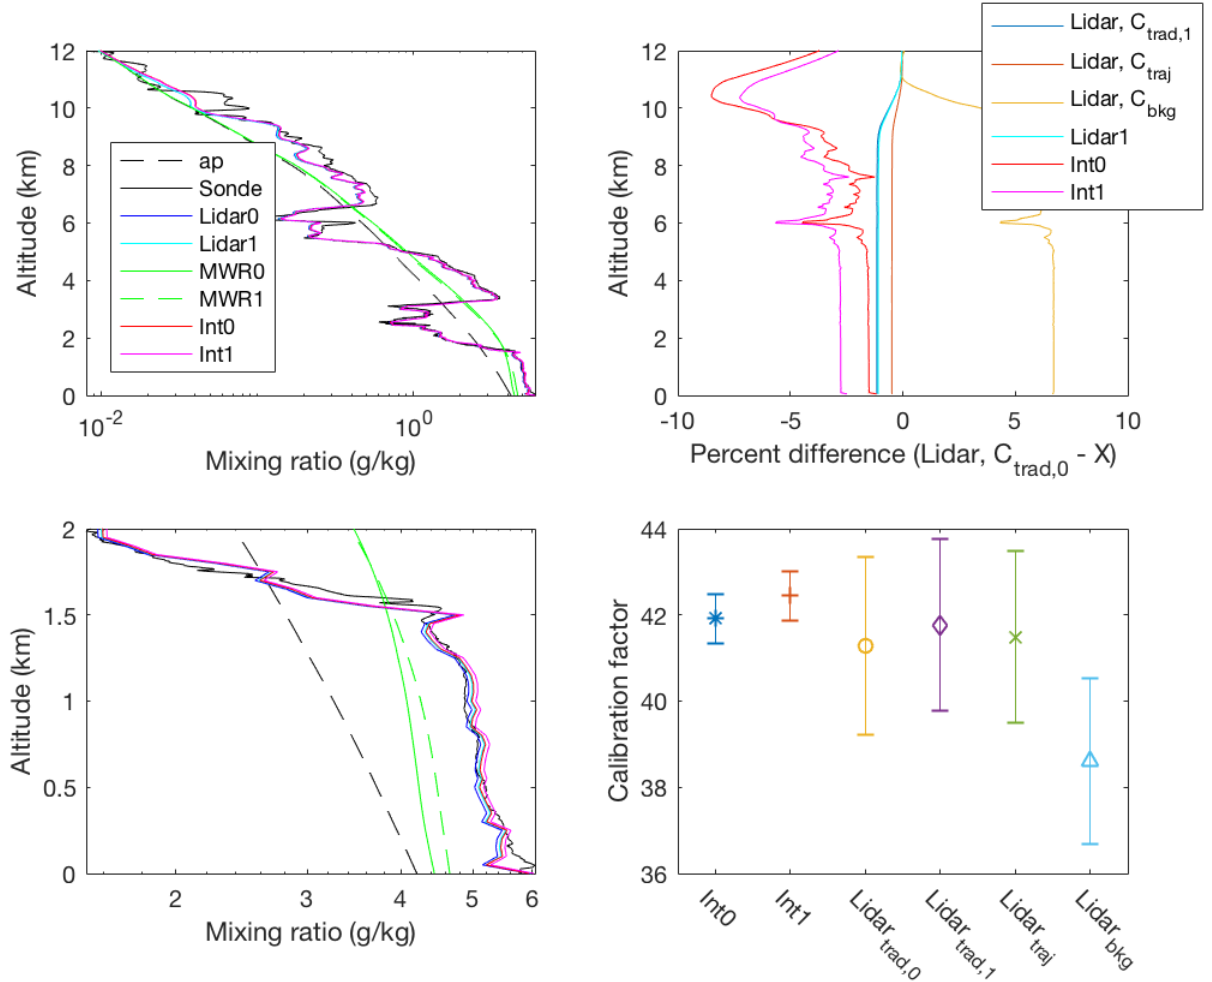 12
10
8
6
4
2
0
Altitude (km)
10^-2
10^0
Mixing ratio (g/kg)
ap
Sonde
Lidar0
Lidar1
MWR0
MWR1
Int0
Int1
12
10
8
6
4
2
0
Altitude (km)
-10
-5
0
5
10
Percent difference (Lidar, C_trad,0 - X)
Lidar, C_trad,1
Lidar, C_traj
Lidar, C_bkg
Lidar1
Int0
Int1
2
1.5
1
0.5
0
Altitude (km)
2
3
4
5
6
Mixing ratio (g/kg)
44
42
40
38
36
Calibration factor
Int0
Int1
Lidar_trad,0
Lidar_trad,1
Lidar_traj
Lidar_bkg